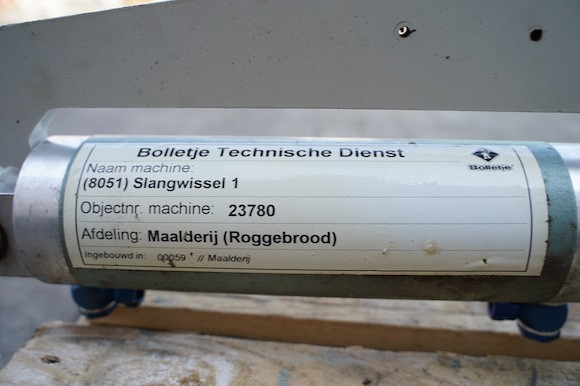 Bolletje Technische Dienst
Naam machine:
Bolletje
(8051) Slangwissel 1
Objectnr. machine: 23780
Afdeling: Maalderij (Roggebrood)
Ingebouwd in: 00059 // Maalderij